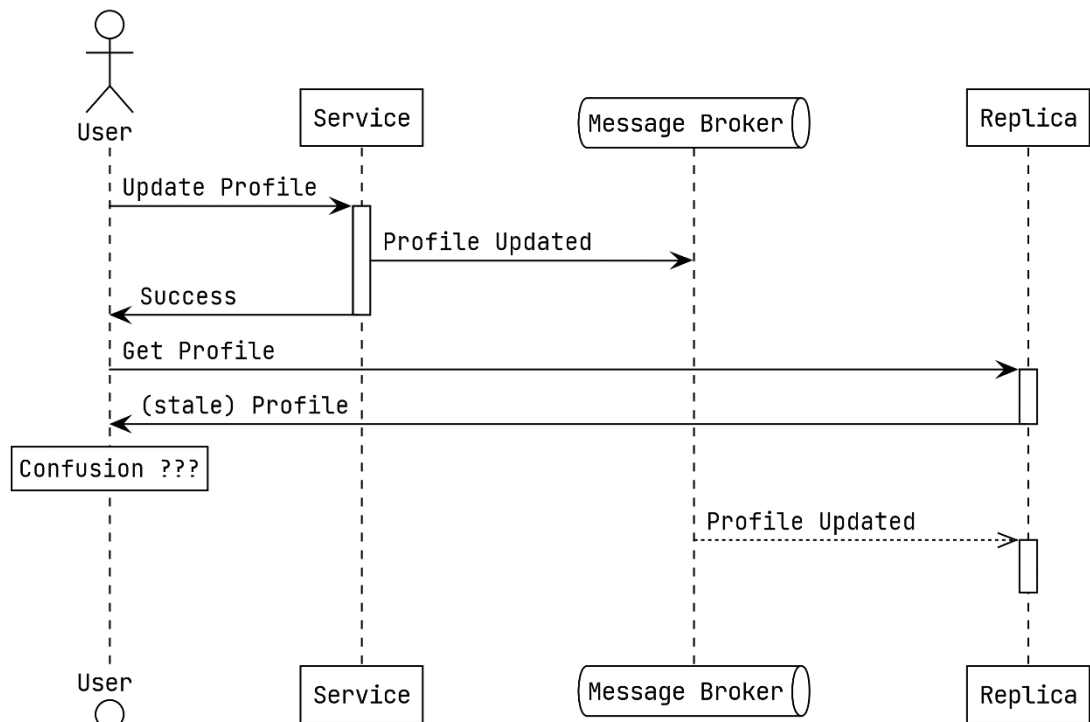 User
Service
Message Broker
Replica
Update Profile
Profile Updated
Success
Get Profile
(stale) Profile
Confusion ???
Profile Updated
User
Service
Message Broker
Replica